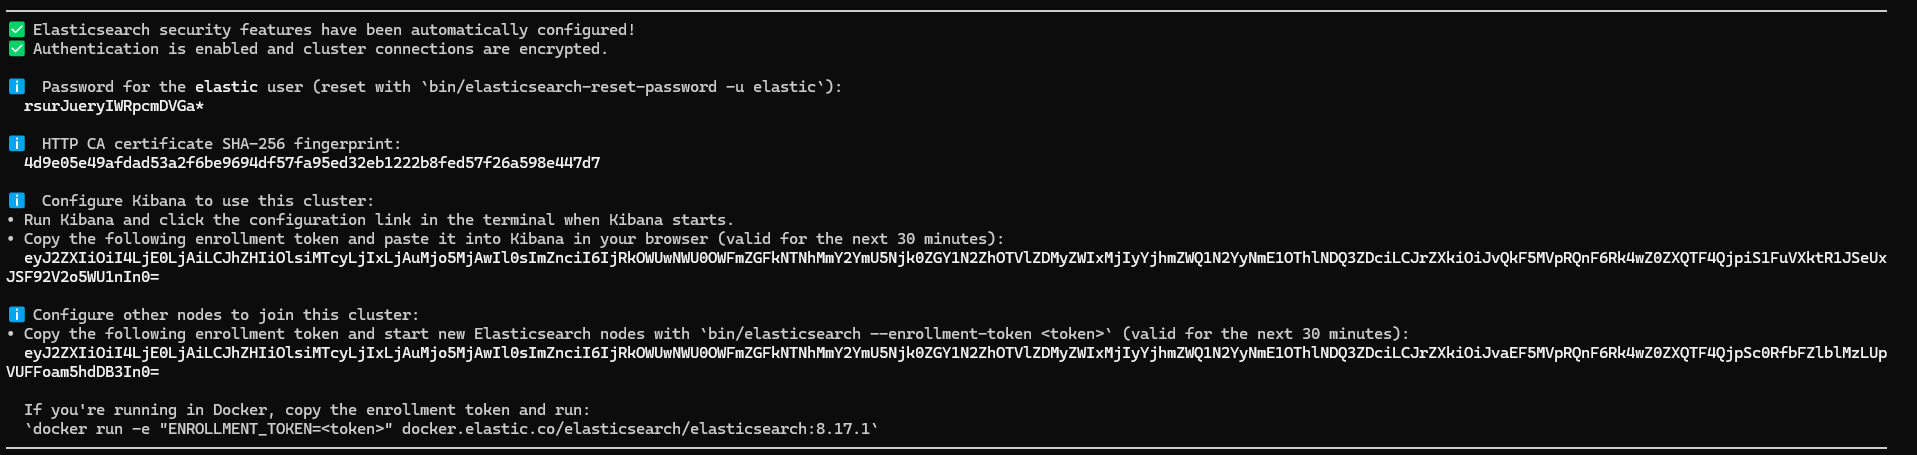 ✅ Elasticsearch security features have been automatically configured!
✅ Authentication is enabled and cluster connections are encrypted.
ℹ️ Password for the elastic user (reset with `bin/elasticsearch-reset-password -u elastic`):
rsurJueryIWRpcmDVGa*
ℹ️ HTTP CA certificate SHA-256 fingerprint:
4d9e05e49afdad53a2f6be9694df57fa95ed32eb1222b8fed57f26a598e447d7
ℹ️ Configure Kibana to use this cluster:
• Run Kibana and click the configuration link in the terminal when Kibana starts.
• Copy the following enrollment token and paste it into Kibana in your browser (valid for the next 30 minutes):
eyJ2ZXIiOiI4LjE0LjAiLCJhZHIiOlsiMTcyLjIxLjAuMjo5MjAwIl0sImZnciI6IjRkOWUwNWU0OWFmZGFkNTNhMmY2YmU5Njk0ZGY1N2ZhOTVlZDMyZWIxMjIyYjhmZWQ1N2YyNmE1OThlNDQ3ZDciLCJrZXkiOiJvQkF5MVpRQnF6Rk4wZ0ZXQTF4QjpiS1FuVXktR1JSeUx
JSF92V2o5WU1nIn0=
ℹ️ Configure other nodes to join this cluster:
• Copy the following enrollment token and start new Elasticsearch nodes with `bin/elasticsearch --enrollment-token <token>` (valid for the next 30 minutes):
eyJ2ZXIiOiI4LjE0LjAiLCJhZHIiOlsiMTcyLjIxLjAuMjo5MjAwIl0sImZnciI6IjRkOWUwNWU0OWFmZGFkNTNhMmY2YmU5Njk0ZGY1N2ZhOTVlZDMyZWIxMjIyYjhmZWQ1N2YyNmE1OThlNDQ3ZDciLCJrZXkiOiJvaEF5MVpRQnF6Rk4wZ0ZXQTF4QjpSc0RfbFZlblMzLUp
VUFFoam5hdDB3In0=
If you're running in Docker, copy the enrollment token and run:
`docker run -e "ENROLLMENT_TOKEN=<token>" docker.elastic.co/elasticsearch/elasticsearch:8.17.1`